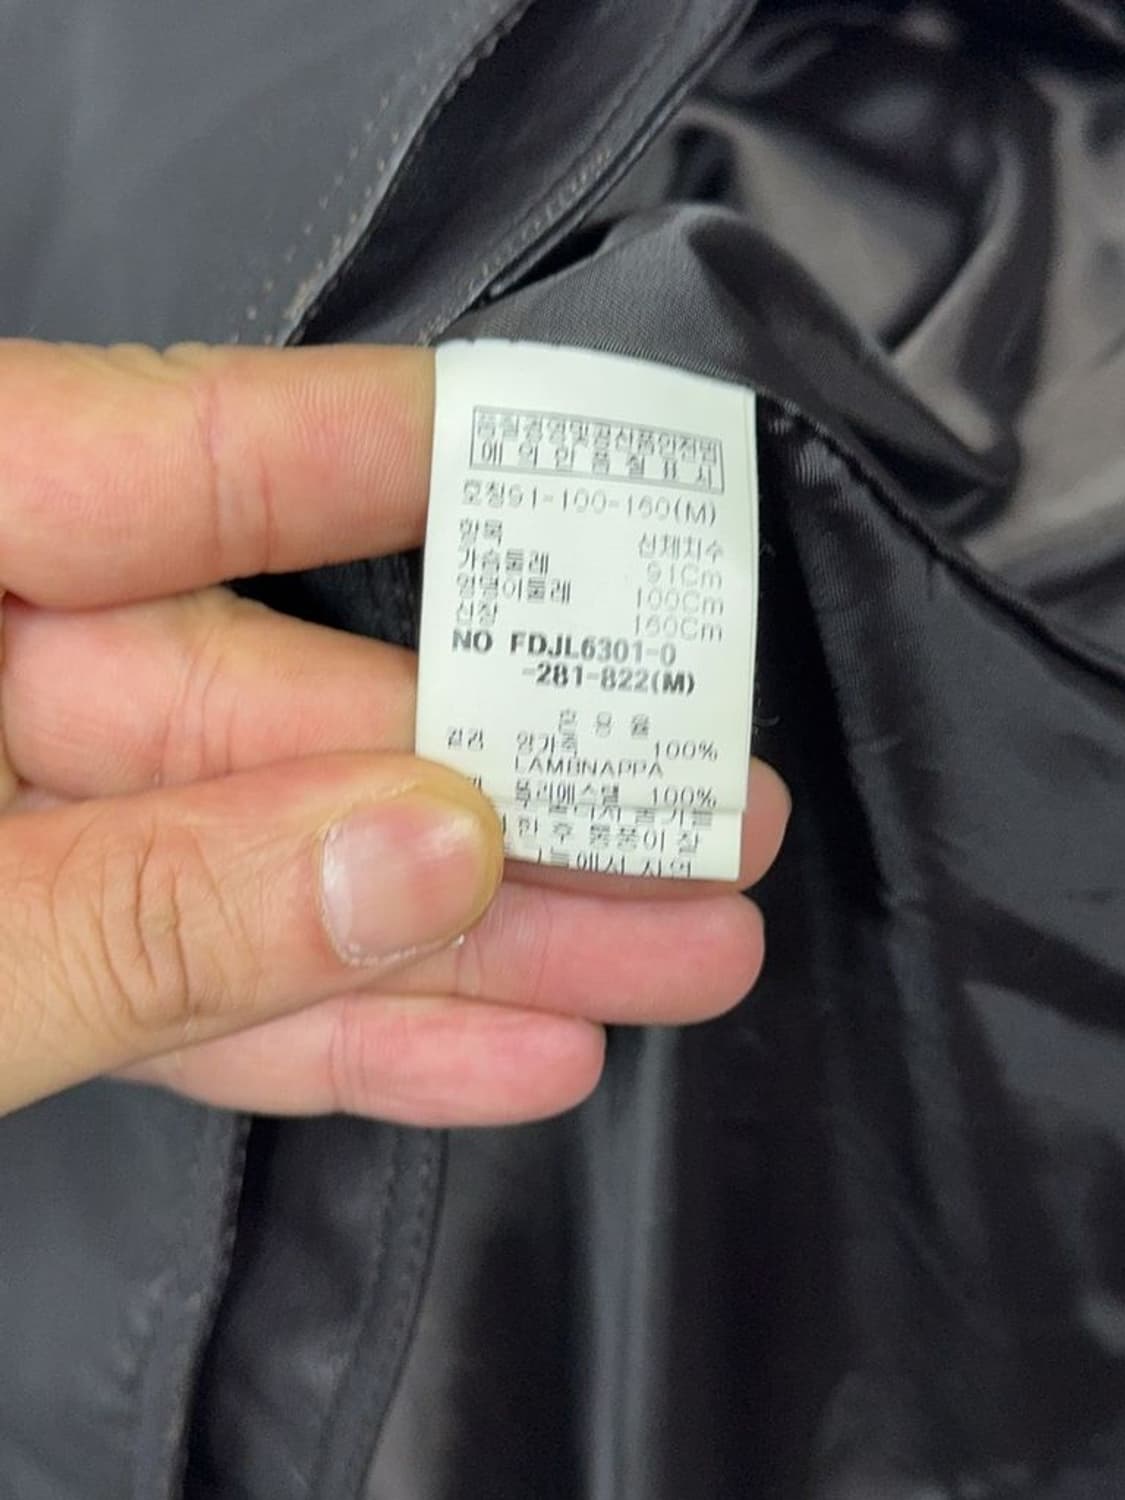 품질경영및공산품안전법
에 의한 품질표시
호칭91-100-160(M)
항목 신체치수
가슴둘레 91Cm
엉덩이둘레 100Cm
신장 160Cm
NO FDJL6301-0
-281-822(M)
혼용율
겉감 양가죽 100%
LAMBNAPPA
폴리에스텔 100%